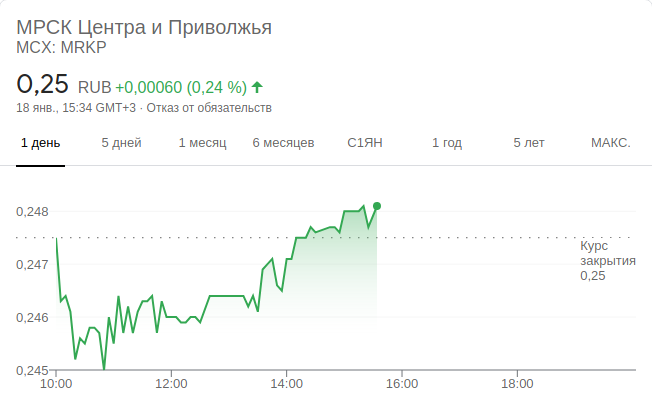 МРСК Центра и Приволжья
MCX: MRKP
0,25 RUB +0,00060 (0,24 %)
18 янв., 15:34 GMT+3 · Отказ от обязательств
1 день 5 дней 1 месяц 6 месяцев С1ЯН 1 год 5 лет МАКС.
0,248
Курс
закрытия
0,25
0,247
0,246
0,245
10:00 12:00 14:00 16:00 18:00